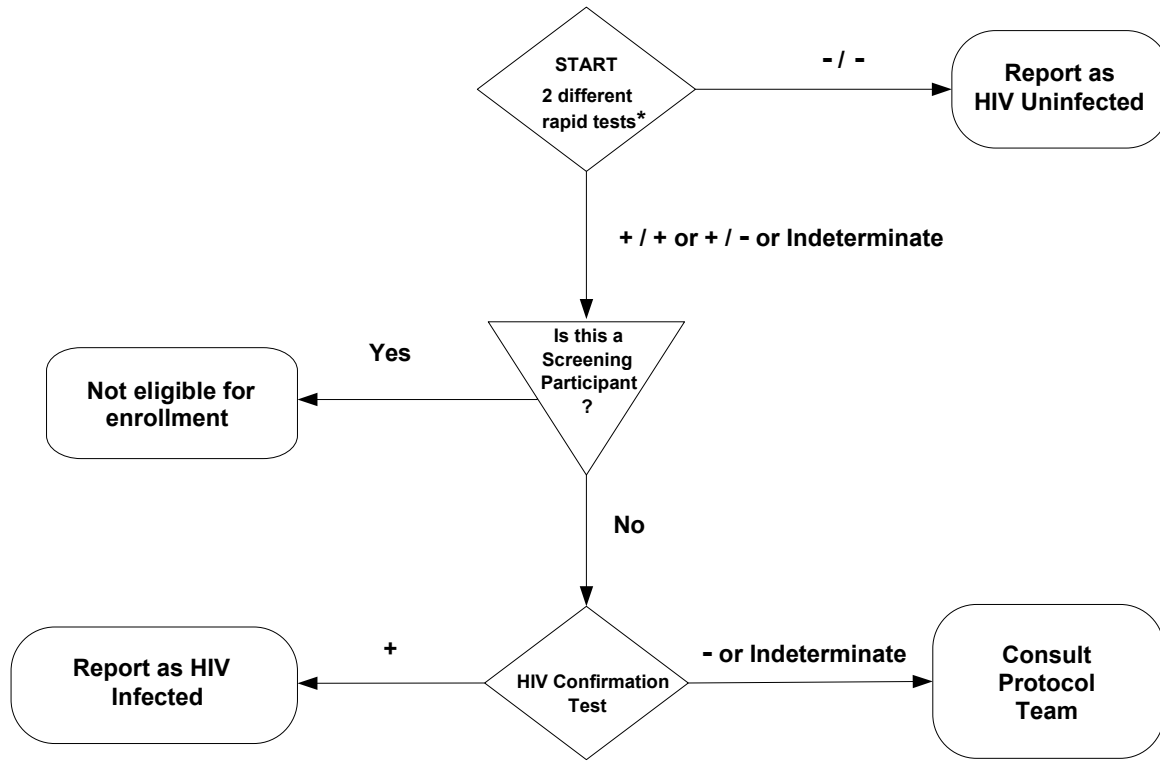 START
2 different
rapid tests*
- / -
Report as
HIV Uninfected
+ / + or + / - or Indeterminate
Is this a
Screening
Participant
?
Yes
Not eligible for
enrollment
No
HIV Confirmation
Test
+
Report as HIV
Infected
- or Indeterminate
Consult
Protocol
Team